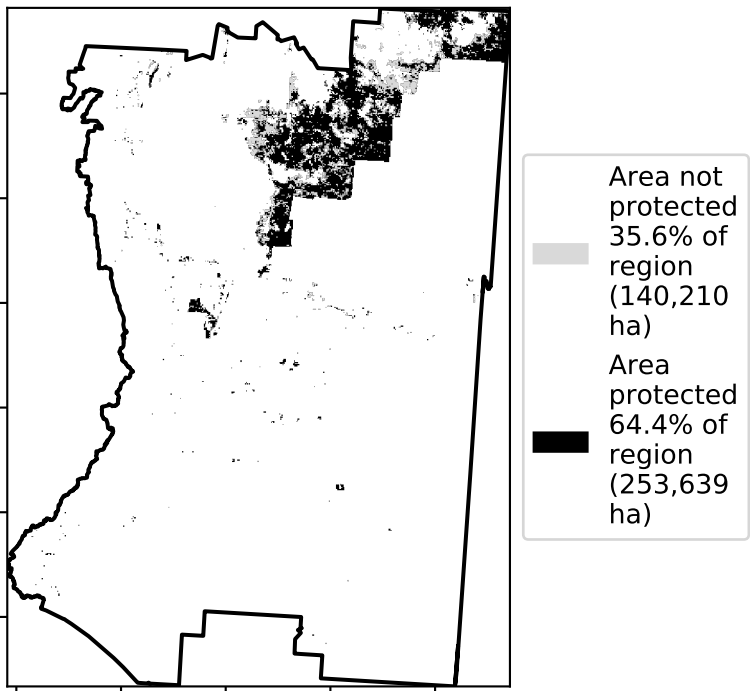 Area not
protected
35.6% of
region
(140,210
ha)
Area
protected
64.4% of
region
(253,639
ha)